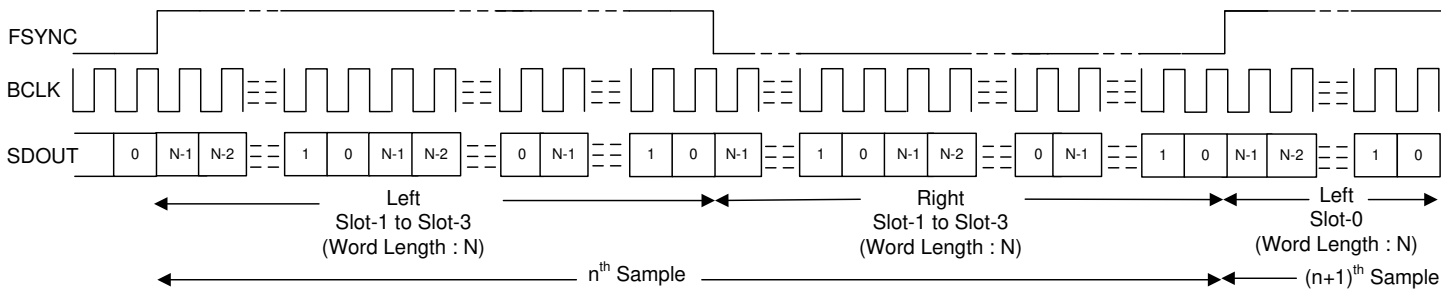 FSYNC
BCLK
SDOUT 0 N-1 N-2 1 0 N-1 N-2 0 N-1 1 0 N-1 1 0 N-1 N-2 0 N-1 1 0 N-1 N-2 1 0
Left
Slot-1 to Slot-3
(Word Length : N)
Right
Slot-1 to Slot-3
(Word Length : N)
Left
Slot-0
(Word Length : N)
nth Sample
(n+1)th Sample